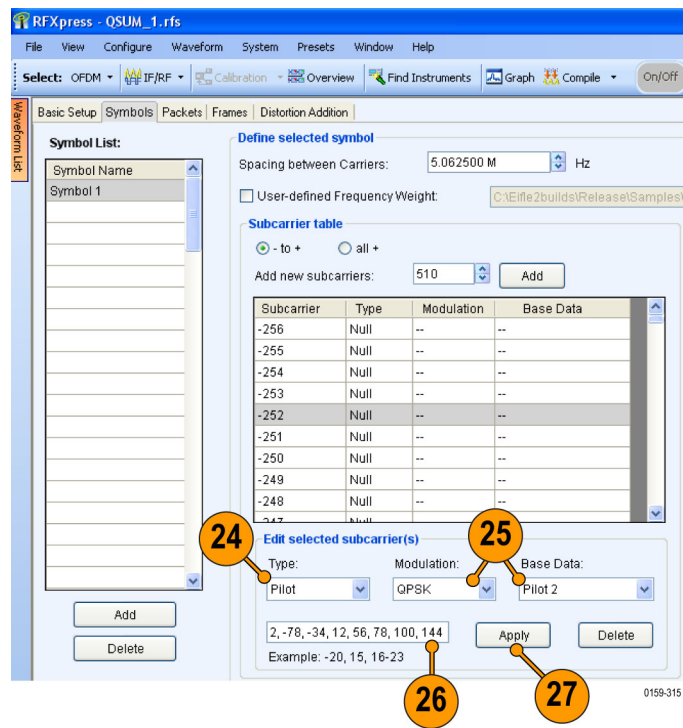 RFXpress - QSUM_1.rfs
File View Configure Waveform System Presets Window Help
Select: OFDM IF/RF Calibration Overview Find Instruments Graph Compile On/Off
Waveform List
Basic Setup Symbols Packets Frames Distortion Addition
Symbol List:
Symbol Name
Symbol 1
Add
Delete
Define selected symbol
Spacing between Carriers: 5.062500 M Hz
User-defined Frequency Weight: C:\Eifle2builds\Release\Samples\
Subcarrier table
- to + all +
Add new subcarriers: 510 Add
Subcarrier Type Modulation Base Data
-256 Null -- --
-255 Null -- --
-254 Null -- --
-253 Null -- --
-252 Null -- --
-251 Null -- --
-250 Null -- --
-249 Null -- --
-248 Null -- --
-247 Null
24
25
Edit selected subcarrier(s)
Type: Modulation: Base Data:
Pilot QPSK Pilot 2
2, -78, -34, 12, 56, 78, 100, 144 Apply Delete
Example: -20, 15, 16-23
26
27
0159-315